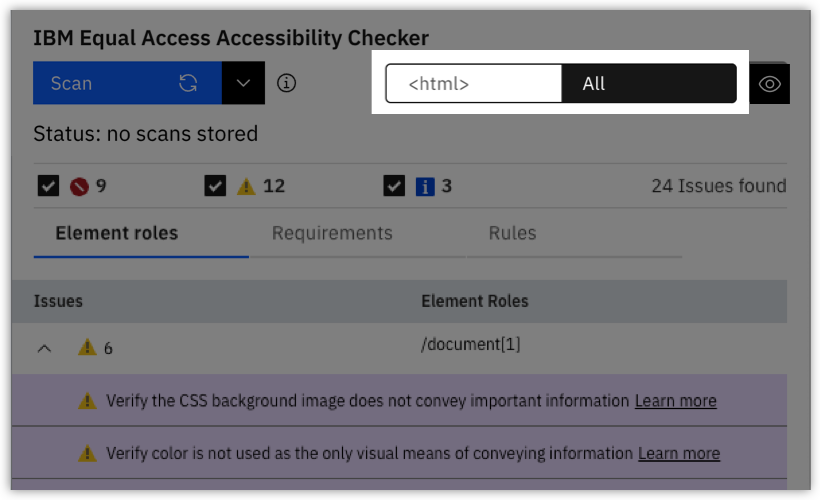 IBM Equal Access Accessibility Checker
Scan <html> All
Status: no scans stored
9 12 3 24 Issues found
Element roles Requirements Rules
Issues Element Roles
6 /document[1]
Verify the CSS background image does not convey important information Learn more
Verify color is not used as the only visual means of conveying information Learn more